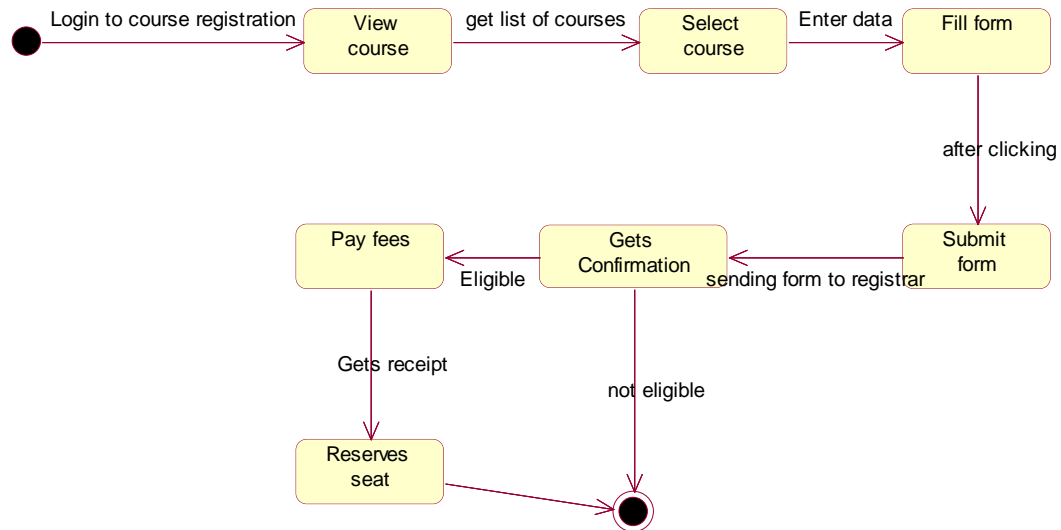 Login to course registration
View
course
get list of courses
Select
course
Enter data
Fill form
after clicking
Submit
form
sending form to registrar
Gets
Confirmation
Eligible
Pay fees
Gets receipt
not eligible
Reserves
seat